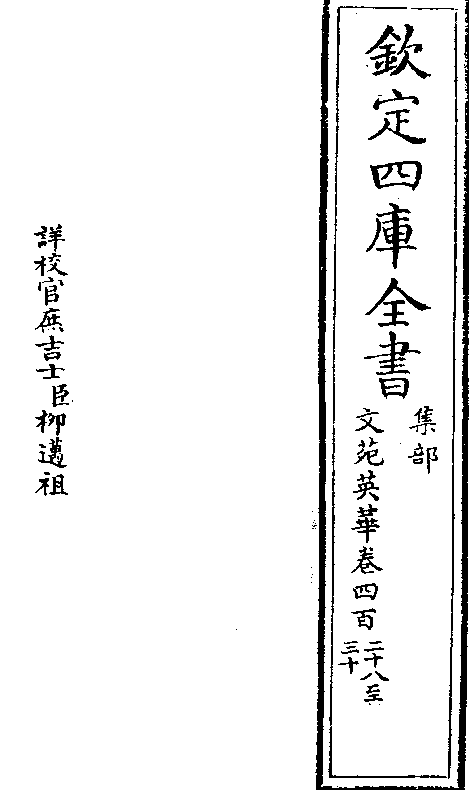 欽定四庫全書
集部
文苑英華卷四百二十八至
三十
詳校官庶吉士臣柳邁祖